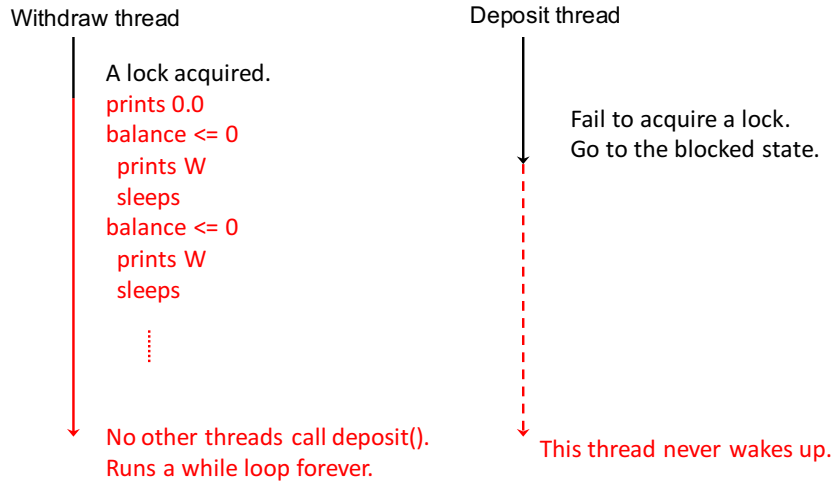 Withdraw thread
A lock acquired.
prints 0.0
balance <= 0
prints W
sleeps
balance <= 0
prints W
sleeps
No other threads call deposit().
Runs a while loop forever.
Deposit thread
Fail to acquire a lock.
Go to the blocked state.
This thread never wakes up.